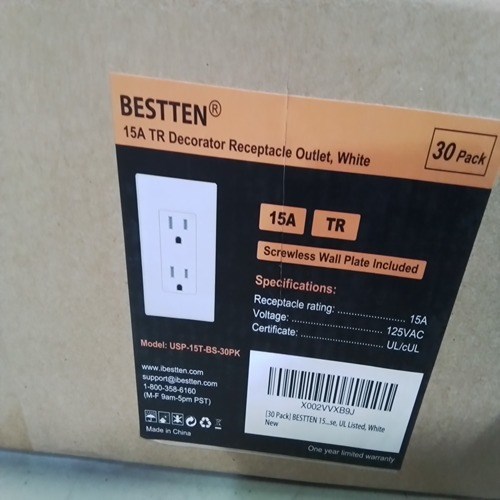 BESTTEN®
15A TR Decorator Receptacle Outlet, White
30 Pack
15A TR
Screwless Wall Plate Included
Specifications:
Receptacle rating: .................. 15A
Voltage: .................................. 125VAC
Certificate: .............................. UL/cUL
Model: USP-15T-BS-30PK
www.ibestten.com
support@ibestten.com
1-800-358-6160
(M-F 9am-5pm PST)
Made in China
X002VVXB9J
[30 Pack] BESTTEN 15...se, UL Listed, White
New
One year limited warranty